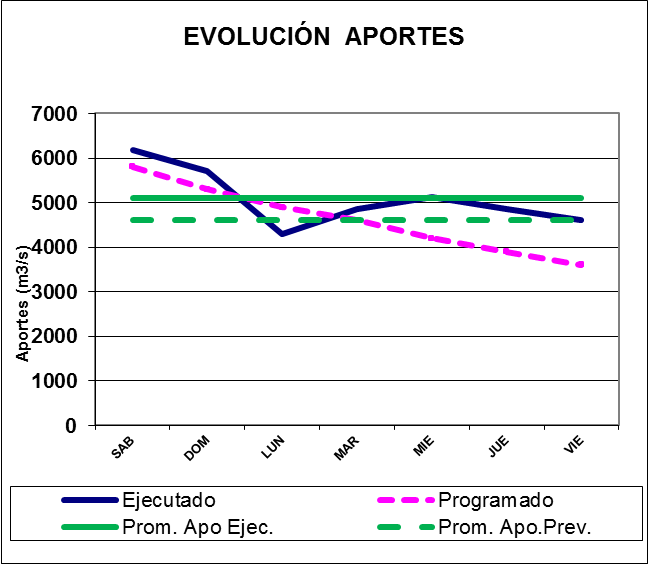 EVOLUCIÓN APORTES
Aportes (m3/s)
7000
6000
5000
4000
3000
2000
1000
0
SAB DOM LUN MAR MIE JUE VIE
Ejecutado Programado
Prom. Apo Ejec. Prom. Apo.Prev.